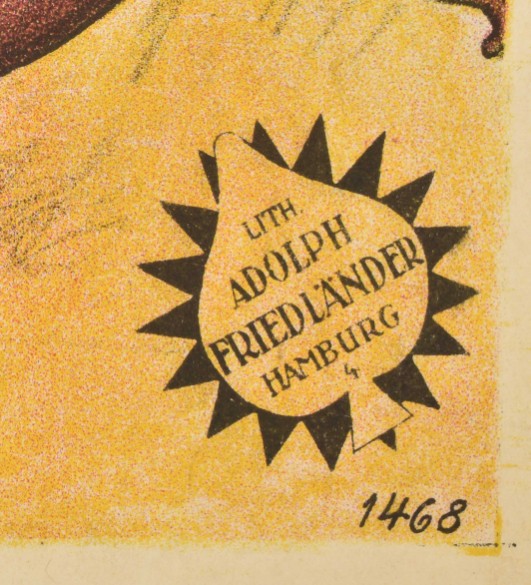 LITH.
ADOLPH
FRIEDLÄNDER
HAMBURG
4
1468